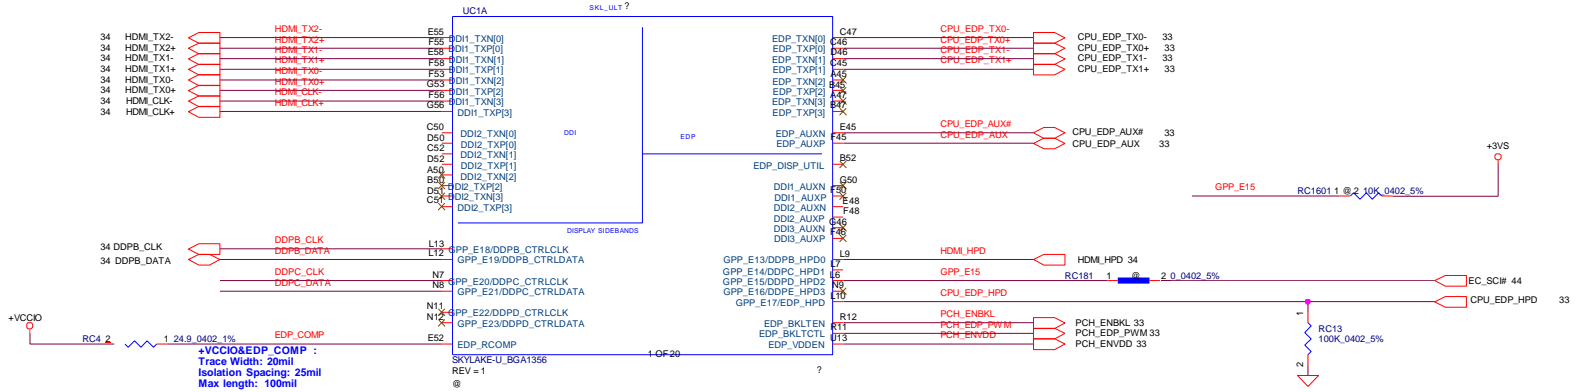 UC1A
SKL_ULT ?
34 HDMI_TX2- HDMI_TX2- E55 DDI1_TXN[0]
34 HDMI_TX2+ HDMI_TX2+ F55 DDI1_TXP[0]
34 HDMI_TX1- HDMI_TX1- E58 DDI1_TXN[1]
34 HDMI_TX1+ HDMI_TX1+ F58 DDI1_TXP[1]
34 HDMI_TX0- HDMI_TX0- F53 DDI1_TXN[2]
34 HDMI_TX0+ HDMI_TX0+ G53 DDI1_TXP[2]
34 HDMI_CLK- HDMI_CLK- F56 DDI1_TXN[3]
34 HDMI_CLK+ HDMI_CLK+ G56 DDI1_TXP[3]
C50 DDI2_TXN[0]
D50 DDI2_TXP[0]
C52 DDI2_TXN[1]
D52 DDI2_TXP[1]
A50 DDI2_TXN[2]
B50 DDI2_TXP[2]
D51 DDI2_TXN[3]
C51 DDI2_TXP[3]
DDI
EDP
DISPLAY SIDEBANDS
EDP_TXN[0] C47 CPU_EDP_TX0- CPU_EDP_TX0- 33
EDP_TXP[0] C46 CPU_EDP_TX0+ CPU_EDP_TX0+ 33
EDP_TXN[1] D46 CPU_EDP_TX1- CPU_EDP_TX1- 33
EDP_TXP[1] C45 CPU_EDP_TX1+ CPU_EDP_TX1+ 33
EDP_TXN[2] A45
EDP_TXP[2] B45
EDP_TXN[3] A47
EDP_TXP[3] B47
EDP_AUXN E45 CPU_EDP_AUX# CPU_EDP_AUX# 33
EDP_AUXP F45 CPU_EDP_AUX CPU_EDP_AUX 33
EDP_DISP_UTIL B52
DDI1_AUXN G50
DDI1_AUXP F50
DDI2_AUXN E48
DDI2_AUXP F48
DDI3_AUXN G46
DDI3_AUXP F46
+3VS
GPP_E15 RC1601 1 @ 2 10K_0402_5%
34 DDPB_CLK DDPB_CLK L13 GPP_E18/DDPB_CTRLCLK
34 DDPB_DATA DDPB_DATA L12 GPP_E19/DDPB_CTRLDATA
DDPC_CLK N7 GPP_E20/DDPC_CTRLCLK
DDPC_DATA N8 GPP_E21/DDPC_CTRLDATA
N11 GPP_E22/DDPD_CTRLCLK
N12 GPP_E23/DDPD_CTRLDATA
+VCCIO
RC4 2 1 24.9_0402_1% EDP_COMP E52 EDP_RCOMP
GPP_E13/DDPB_HPD0 L9 HDMI_HPD HDMI_HPD 34
GPP_E14/DDPC_HPD1 L7
GPP_E15/DDPD_HPD2 L6 GPP_E15 RC181 1 @ 2 0_0402_5% EC_SCI# 44
GPP_E16/DDPE_HPD3 N9
GPP_E17/EDP_HPD L10 CPU_EDP_HPD CPU_EDP_HPD 33
EDP_BKLTEN R12 PCH_ENBKL PCH_ENBKL 33
EDP_BKLTCTL R11 PCH_EDP_PWM PCH_EDP_PWM 33
EDP_VDDEN U13 PCH_ENVDD PCH_ENVDD 33
1
RC13
100K_0402_5%
2
+VCCIO&EDP_COMP :
Trace Width: 20mil
Isolation Spacing: 25mil
Max length: 100mil
1 OF 20
SKYLAKE-U_BGA1356
REV = 1 ?
@